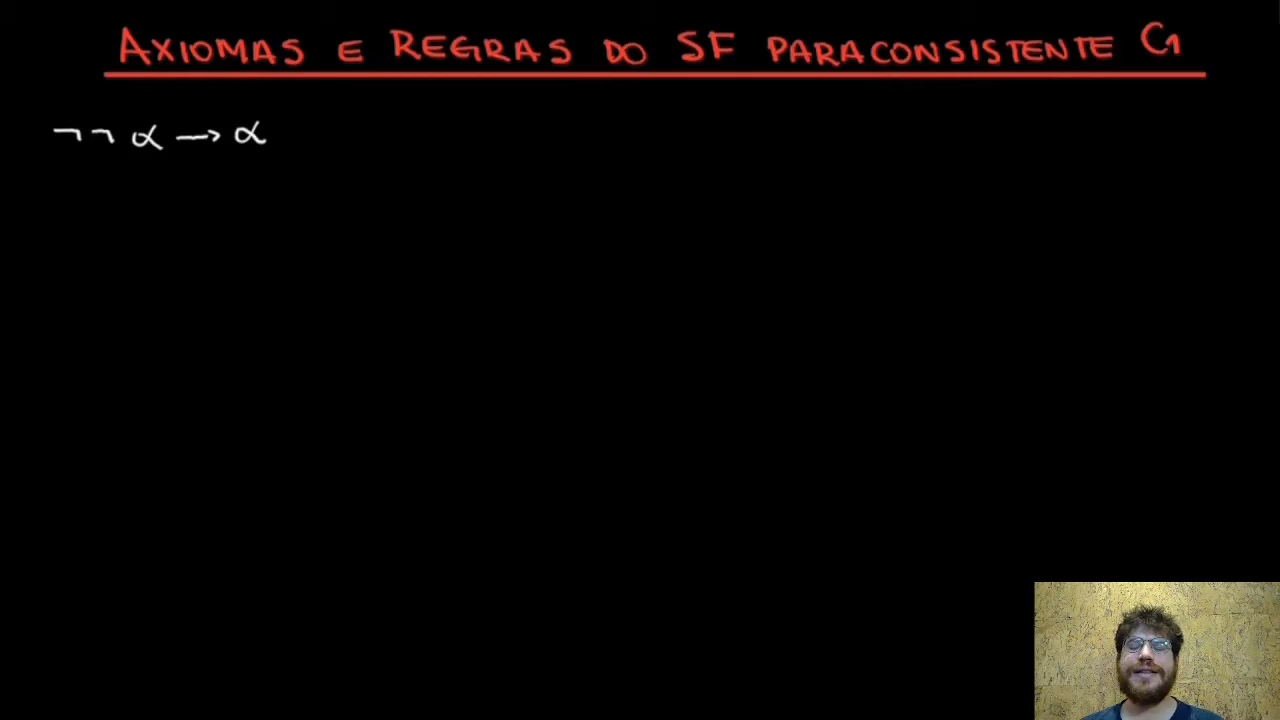 AXIOMAS E REGRAS DO SF PARACONSISTENTE C1
¬¬α→α